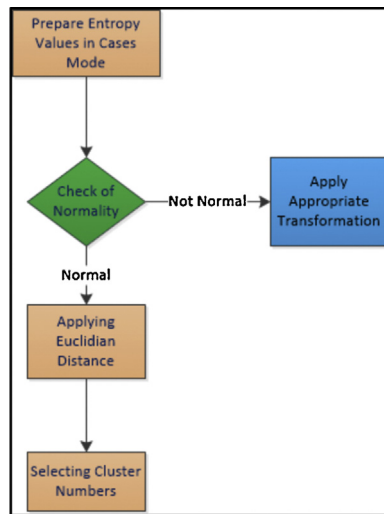 Prepare Entropy
Values in Cases
Mode
Check of
Normality
Not Normal
Apply
Appropriate
Transformation
Normal
Applying
Euclidian
Distance
Selecting Cluster
Numbers